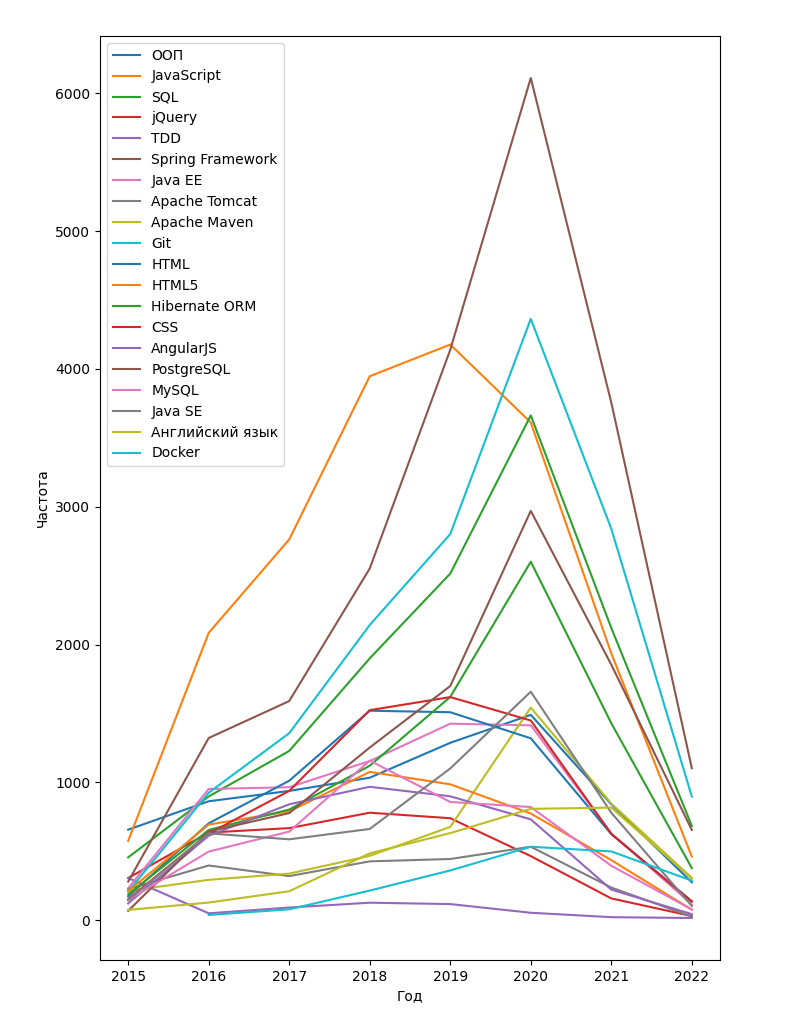 ООП
JavaScript
SQL
jQuery
TDD
Spring Framework
Java EE
Apache Tomcat
Apache Maven
Git
HTML
HTML5
Hibernate ORM
CSS
AngularJS
PostgreSQL
MySQL
Java SE
Английский язык
Docker
6000
5000
4000
3000
2000
1000
0
Частота
2015 2016 2017 2018 2019 2020 2021 2022
Год